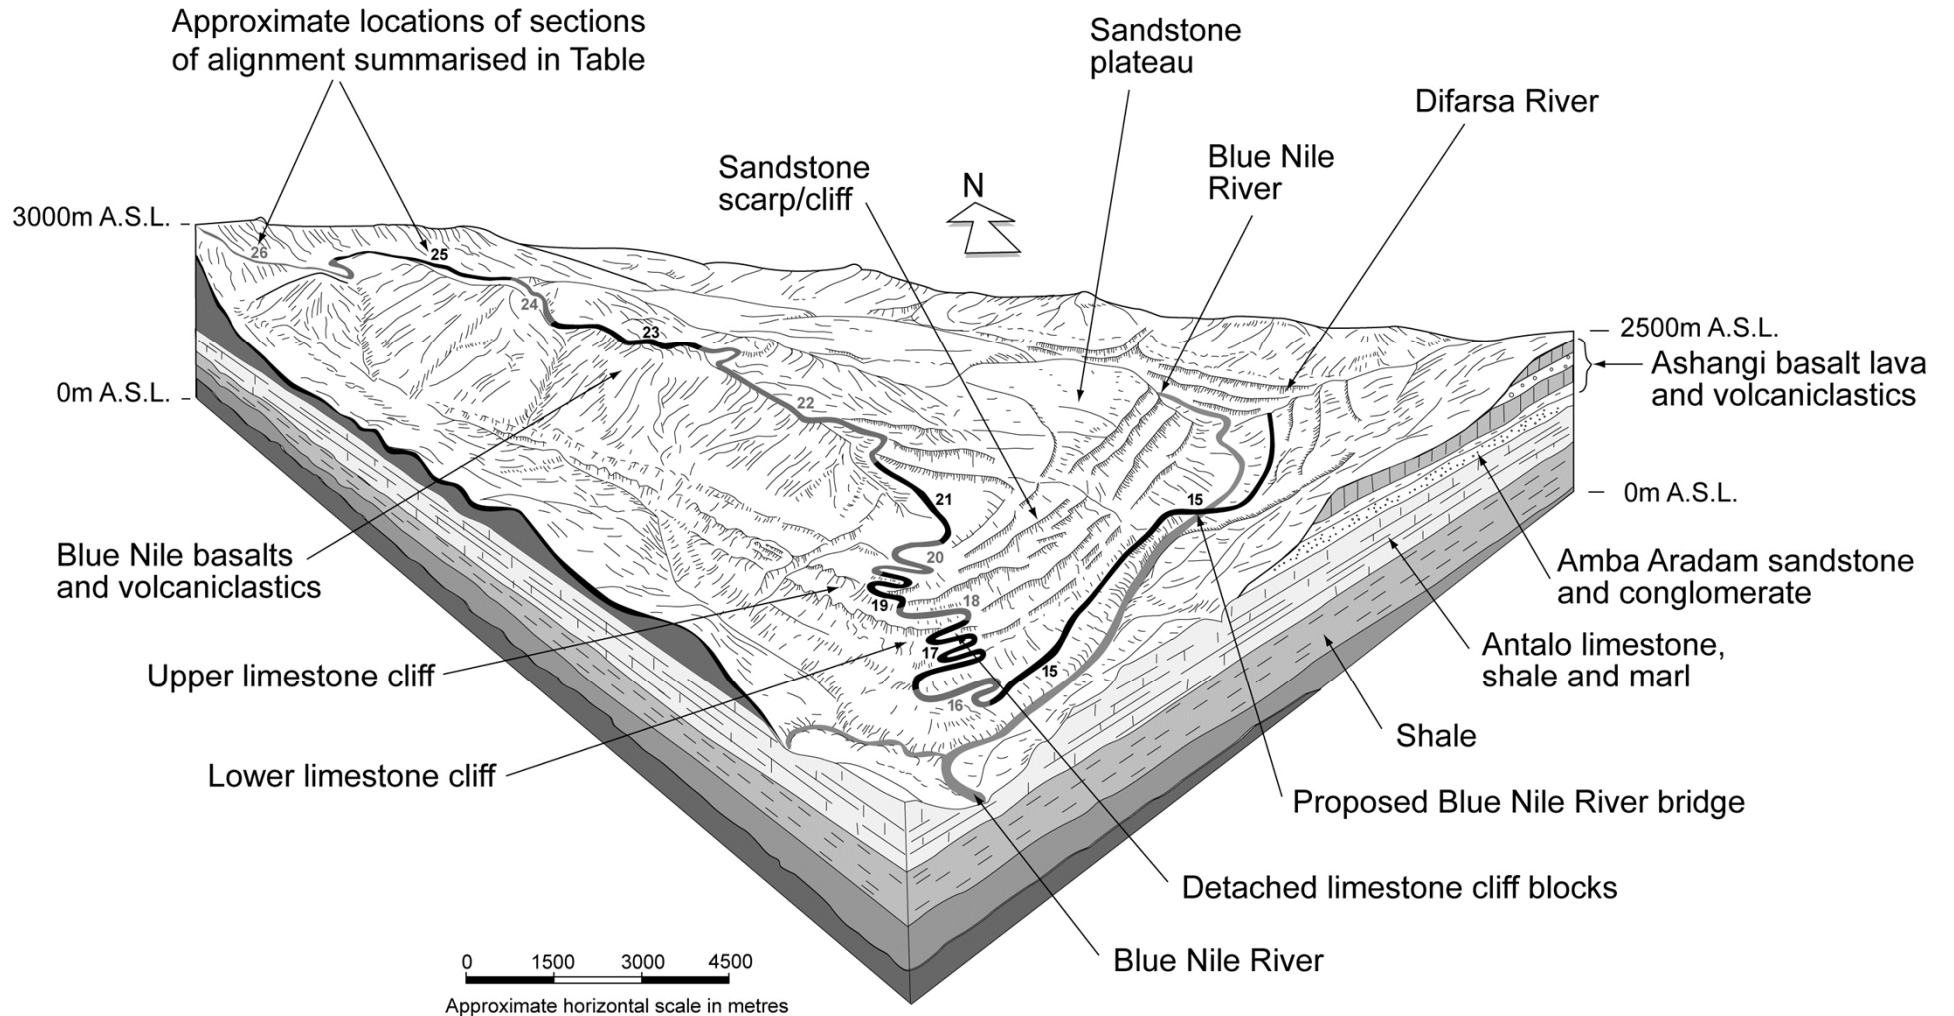 Approximate locations of sections
of alignment summarised in Table
Sandstone
plateau
Difarsa River
Blue Nile
River
Sandstone
scarp/cliff
N
3000m A.S.L.
26
25
24
23
2500m A.S.L.
Ashangi basalt lava
and volcaniclastics
0m A.S.L.
22
21
15
0m A.S.L.
20
Blue Nile basalts
and volcaniclastics
Amba Aradam sandstone
and conglomerate
19
18
17
Upper limestone cliff
15
Antalo limestone,
shale and marl
16
Shale
Lower limestone cliff
Proposed Blue Nile River bridge
Detached limestone cliff blocks
Blue Nile River
0 1500 3000 4500
Approximate horizontal scale in metres